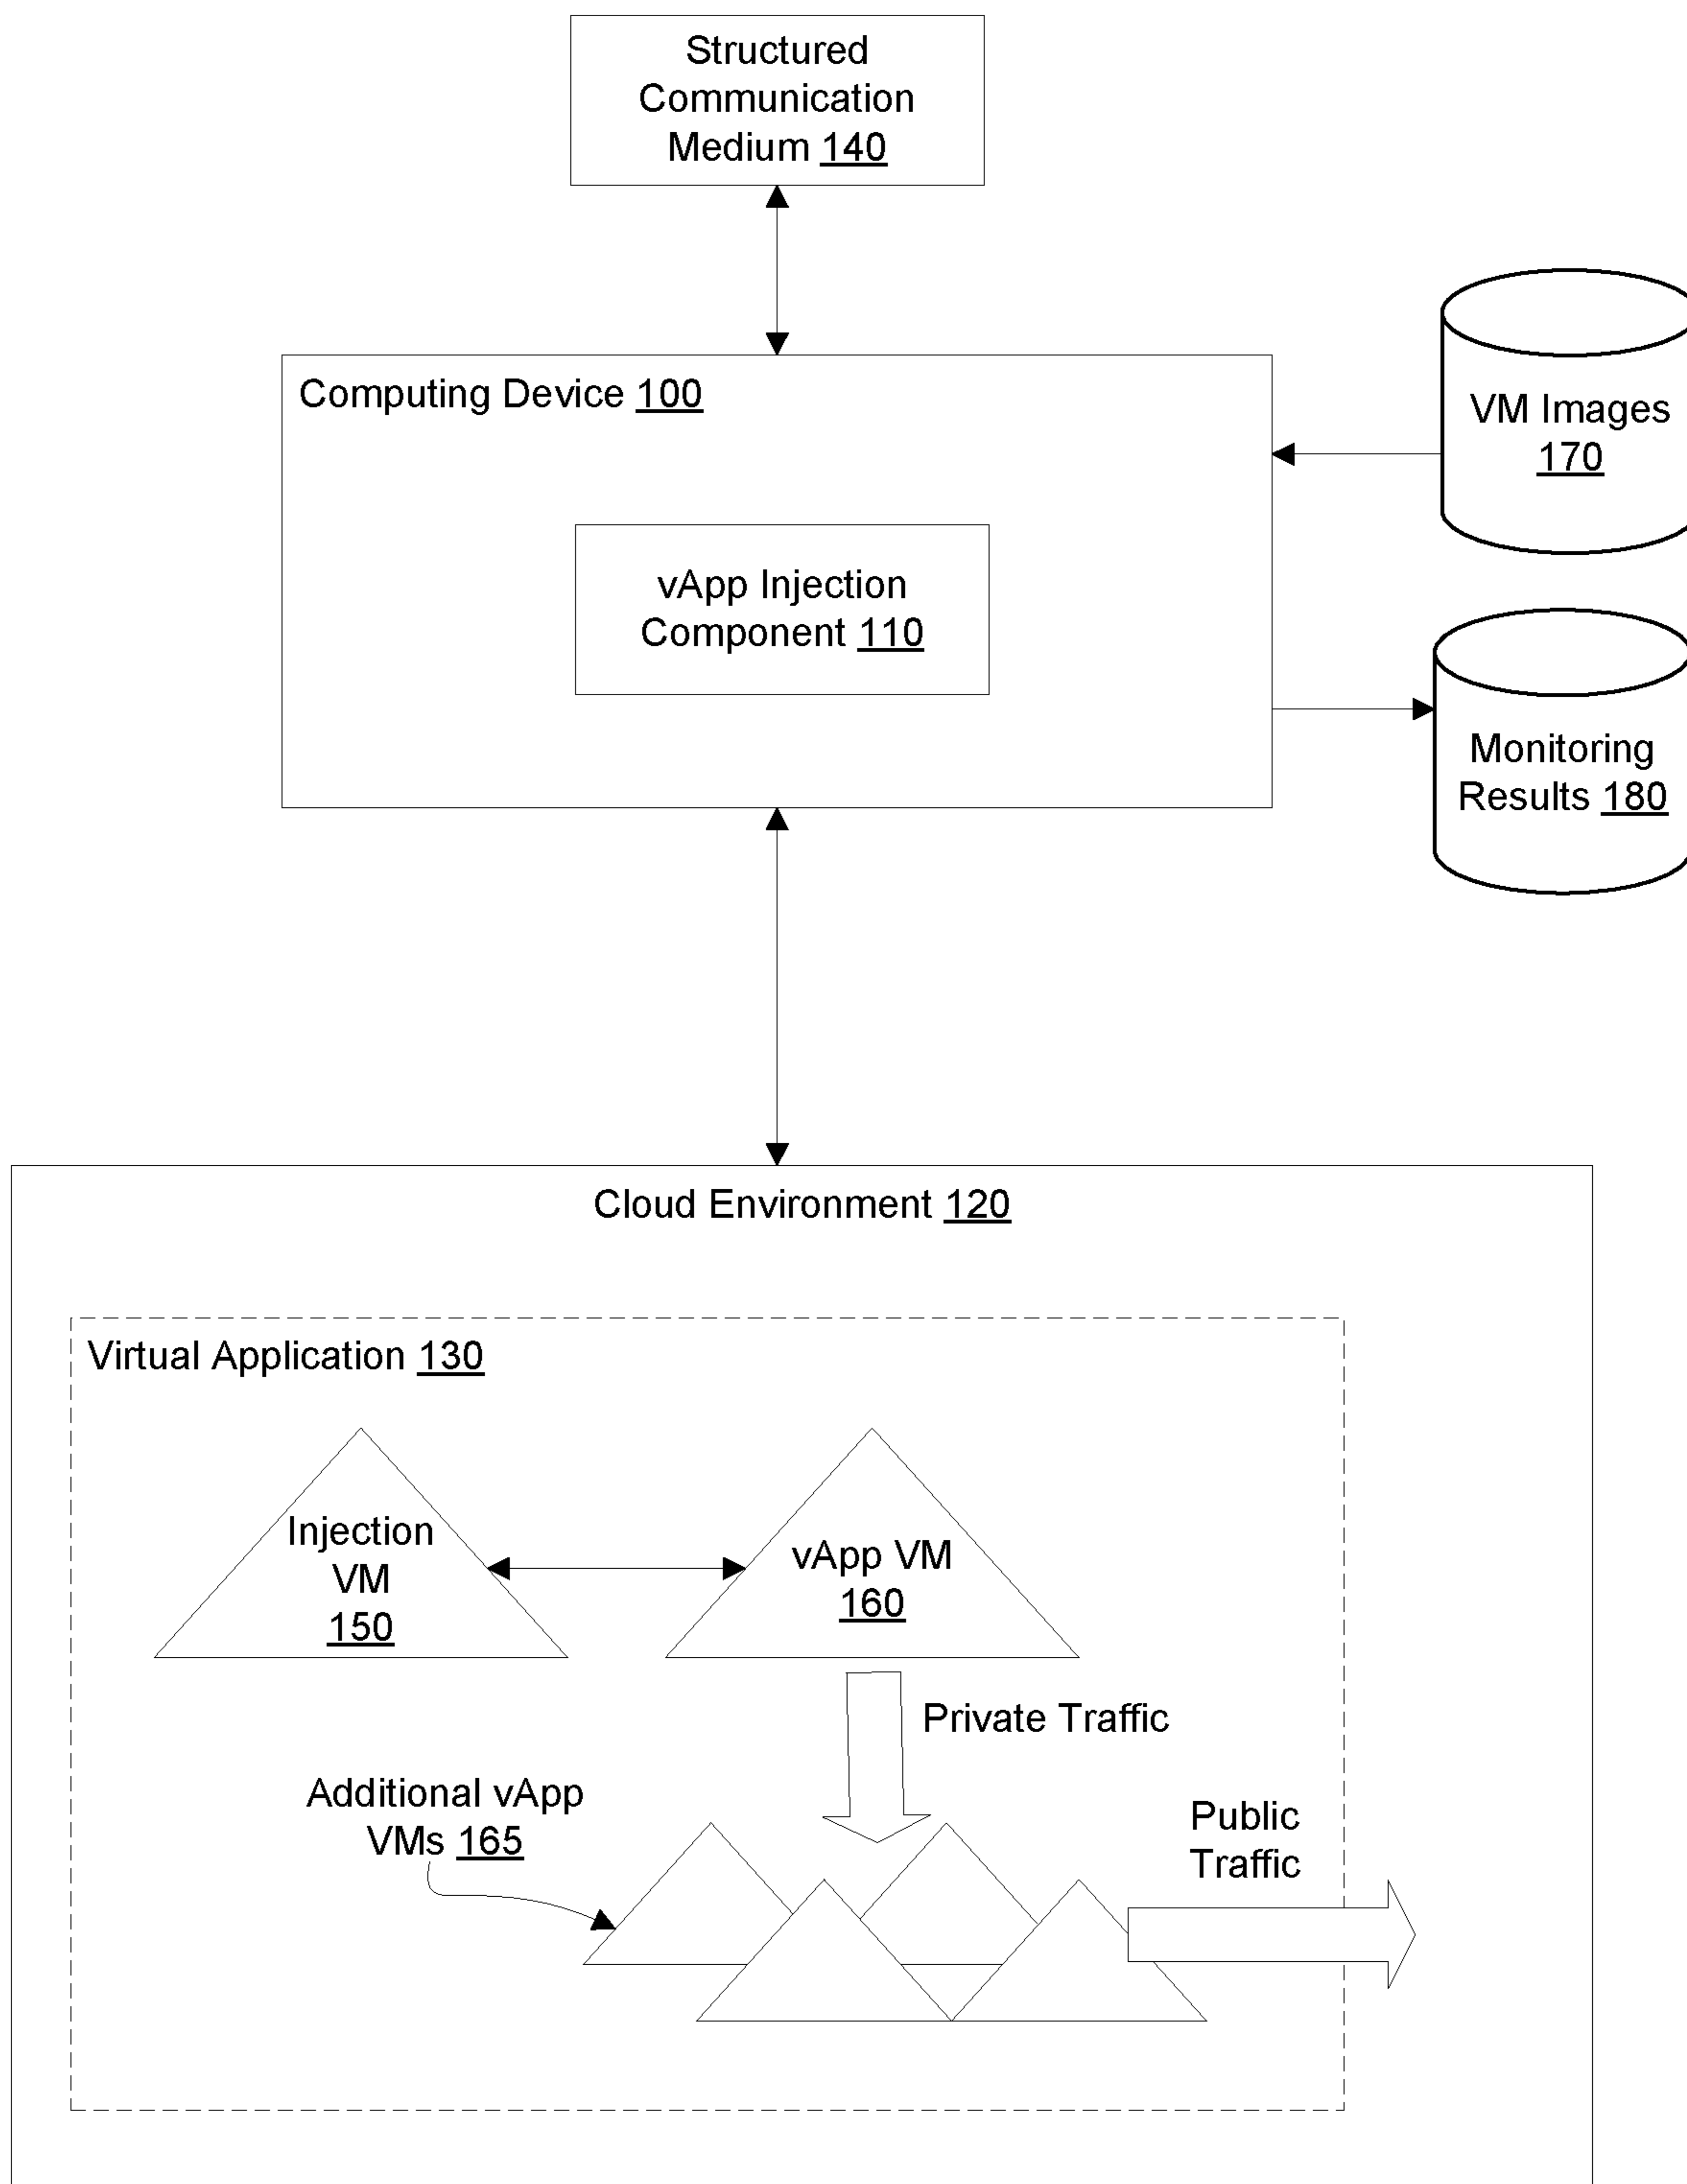 Structured
Communication
Medium 140
Computing Device 100
VM Images
170
vApp Injection
Component 110
Monitoring
Results 180
Cloud Environment 120
Virtual Application 130
Injection
VM
150
vApp VM
160
Private Traffic
Additional vApp
VMs 165
Public
Traffic